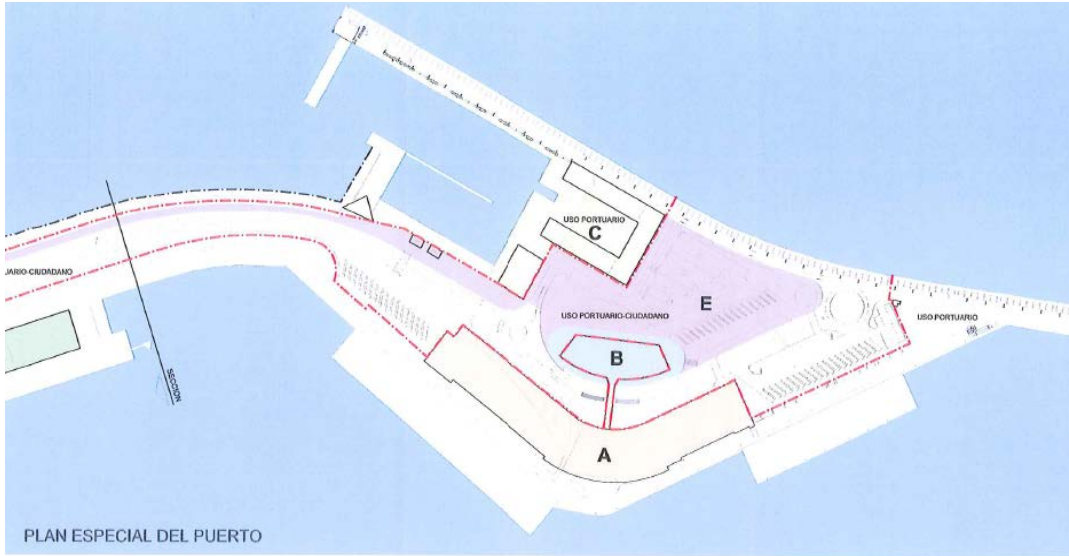 USO PORTUARIO
C
UARIO-CIUDADANO
E
USO PORTUARIO-CIUDADANO
USO PORTUARIO
B
SECCION
A
PLAN ESPECIAL DEL PUERTO